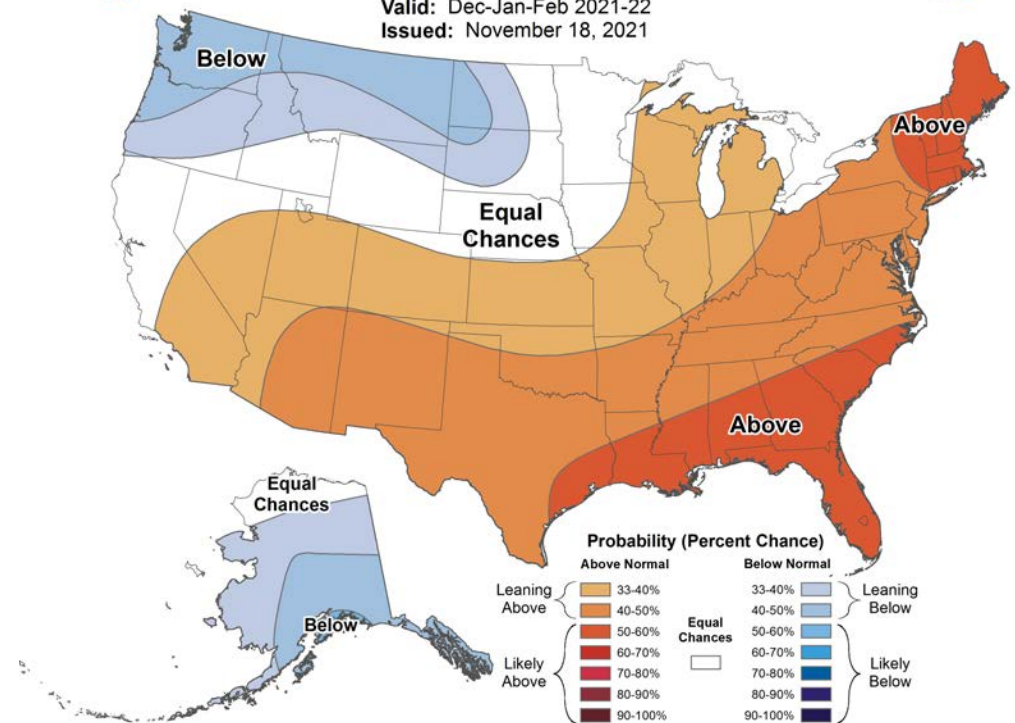 Valid: Dec-Jan-Feb 2021-22
Issued: November 18, 2021
Below
Above
Equal
Chances
Above
Equal
Chances
Below
Probability (Percent Chance)
Above Normal
Below Normal
Leaning
Above
33-40%
40-50%
Likely
Above
50-60%
60-70%
70-80%
80-90%
90-100%
Equal
Chances
33-40%
40-50%
Leaning
Below
50-60%
60-70%
70-80%
80-90%
90-100%
Likely
Below